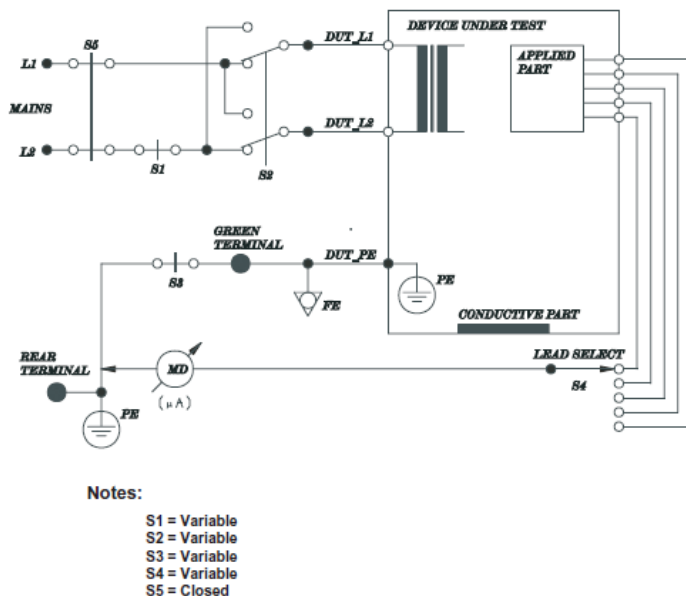 S5
DUT_L1
DEVICE UNDER TEST
L1
APPLIED
PART
MAINS
DUT_L2
L2
S1
S2
GREEN
TERMINAL
DUT_PE
S3
FE
PE
CONDUCTIVE PART
REAR
TERMINAL
MD
(µA)
LEAD SELECT
S4
PE
Notes:
S1 = Variable
S2 = Variable
S3 = Variable
S4 = Variable
S5 = Closed